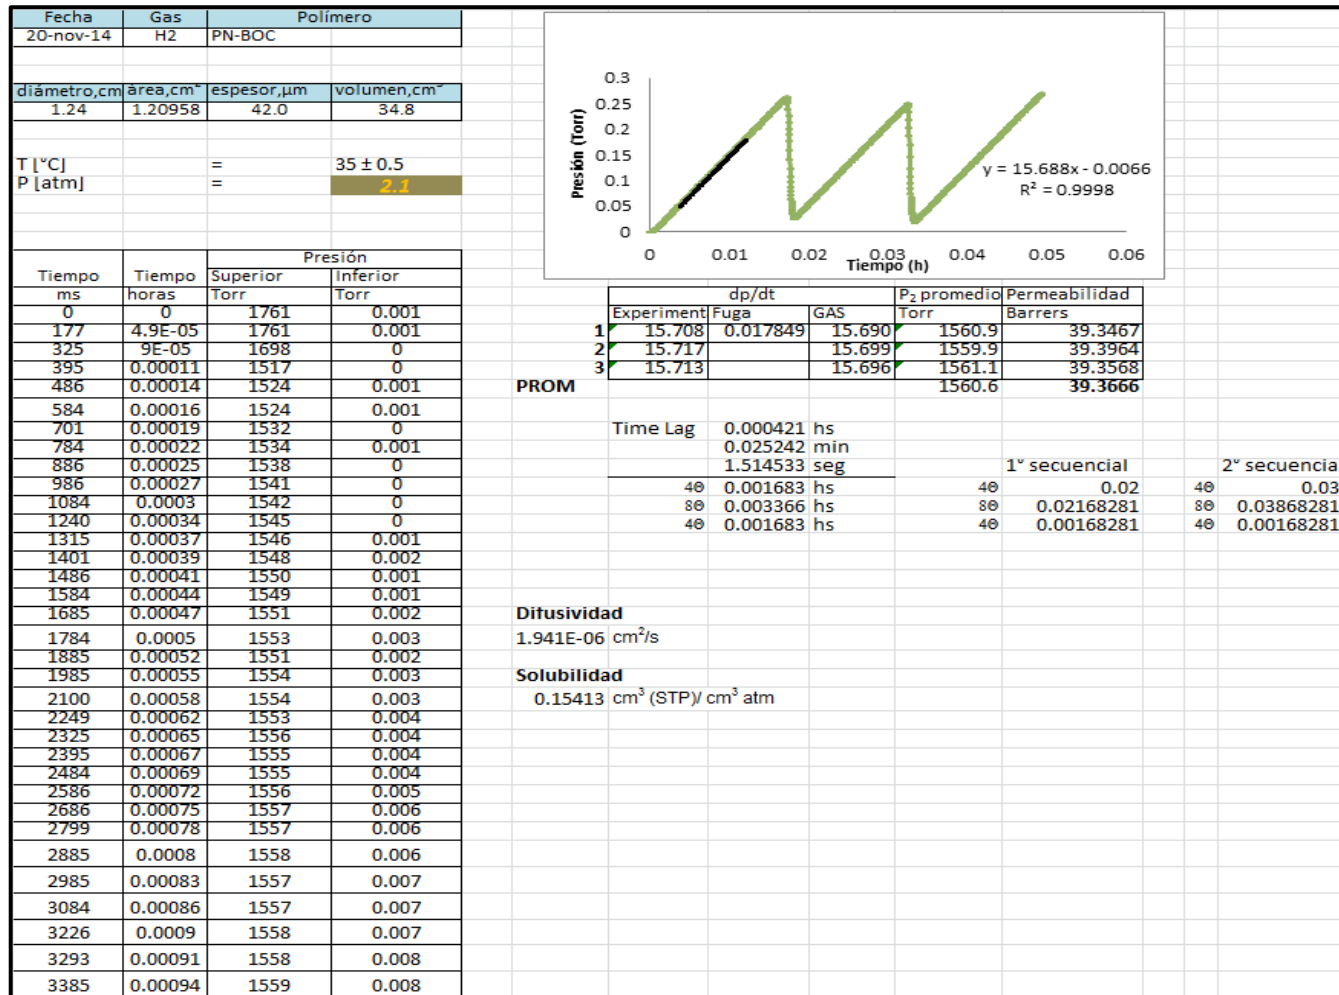 Fecha Gas Polímero
20-nov-14 H2 PN-BOC
diámetro,cm área,cm² espesor,µm volumen,cm³
1.24 1.20958 42.0 34.8
T [°C] = 35 ± 0.5
P [atm] = 2.1
0.3
0.25
0.2
0.15
0.1
0.05
0
Presión (Torr)
y = 15.688x - 0.0066
R² = 0.9998
0 0.01 0.02 0.03 0.04 0.05 0.06
Tiempo (h)
Presión
Tiempo Tiempo Superior Inferior
ms horas Torr Torr
0 0 1761 0.001
177 4.9E-05 1761 0.001
325 9E-05 1698 0
395 0.00011 1517 0
486 0.00014 1524 0.001
584 0.00016 1524 0.001
701 0.00019 1532 0
784 0.00022 1534 0.001
886 0.00025 1538 0
986 0.00027 1541 0
1084 0.0003 1542 0
1240 0.00034 1545 0
1315 0.00037 1546 0.001
1401 0.00039 1548 0.002
1486 0.00041 1550 0.001
1584 0.00044 1549 0.001
1685 0.00047 1551 0.002
1784 0.0005 1553 0.003
1885 0.00052 1551 0.002
1985 0.00055 1554 0.003
2100 0.00058 1554 0.003
2249 0.00062 1553 0.004
2325 0.00065 1556 0.004
2395 0.00067 1555 0.004
2484 0.00069 1555 0.004
2586 0.00072 1556 0.005
2686 0.00075 1557 0.006
2799 0.00078 1557 0.006
2885 0.0008 1558 0.006
2985 0.00083 1557 0.007
3084 0.00086 1557 0.007
3226 0.0009 1558 0.007
3293 0.00091 1558 0.008
3385 0.00094 1559 0.008
dp/dt P₂ promedio Permeabilidad
Experiment Fuga GAS Torr Barrers
1 15.708 0.017849 15.690 1560.9 39.3467
2 15.717 15.699 1559.9 39.3964
3 15.713 15.696 1561.1 39.3568
PROM 1560.6 39.3666
Time Lag 0.000421 hs
0.025242 min
1.514533 seg 1° secuencial 2° secuencia
4Θ 0.001683 hs 4Θ 0.02 4Θ 0.03
8Θ 0.003366 hs 8Θ 0.02168281 8Θ 0.03868281
4Θ 0.001683 hs 4Θ 0.00168281 4Θ 0.00168281
Difusividad
1.941E-06 cm²/s
Solubilidad
0.15413 cm³ (STP)/ cm³ atm